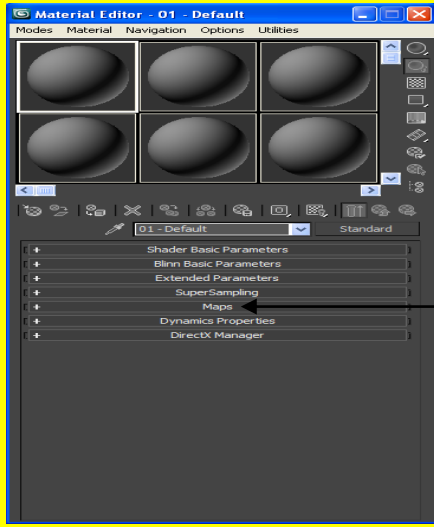 Material Editor - 01 - Default
Modes Material Navigation Options Utilities
01 - Default Standard
+ Shader Basic Parameters
+ Blinn Basic Parameters
+ Extended Parameters
+ SuperSampling
+ Maps
+ Dynamics Properties
+ DirectX Manager